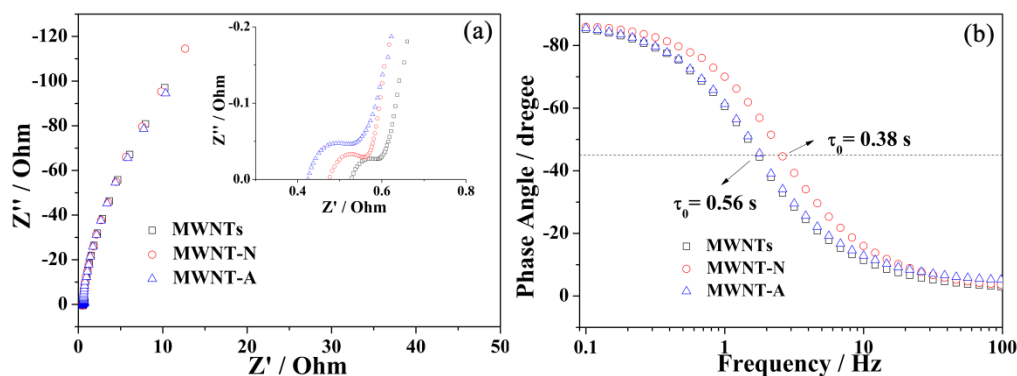 (a)
-120
-100
-80
-60
-40
-20
0
Z'' / Ohm
0 10 20 30 40 50
Z' / Ohm
-0.2
-0.1
0.0
Z'' / Ohm
0.4 0.6 0.8
Z' / Ohm
MWNTs
MWNT-N
MWNT-A
(b)
-80
-60
-40
-20
0
Phase Angle / dregee
0.1 1 10 100
Frequency / Hz
τ0= 0.38 s
τ0= 0.56 s
MWNTs
MWNT-N
MWNT-A